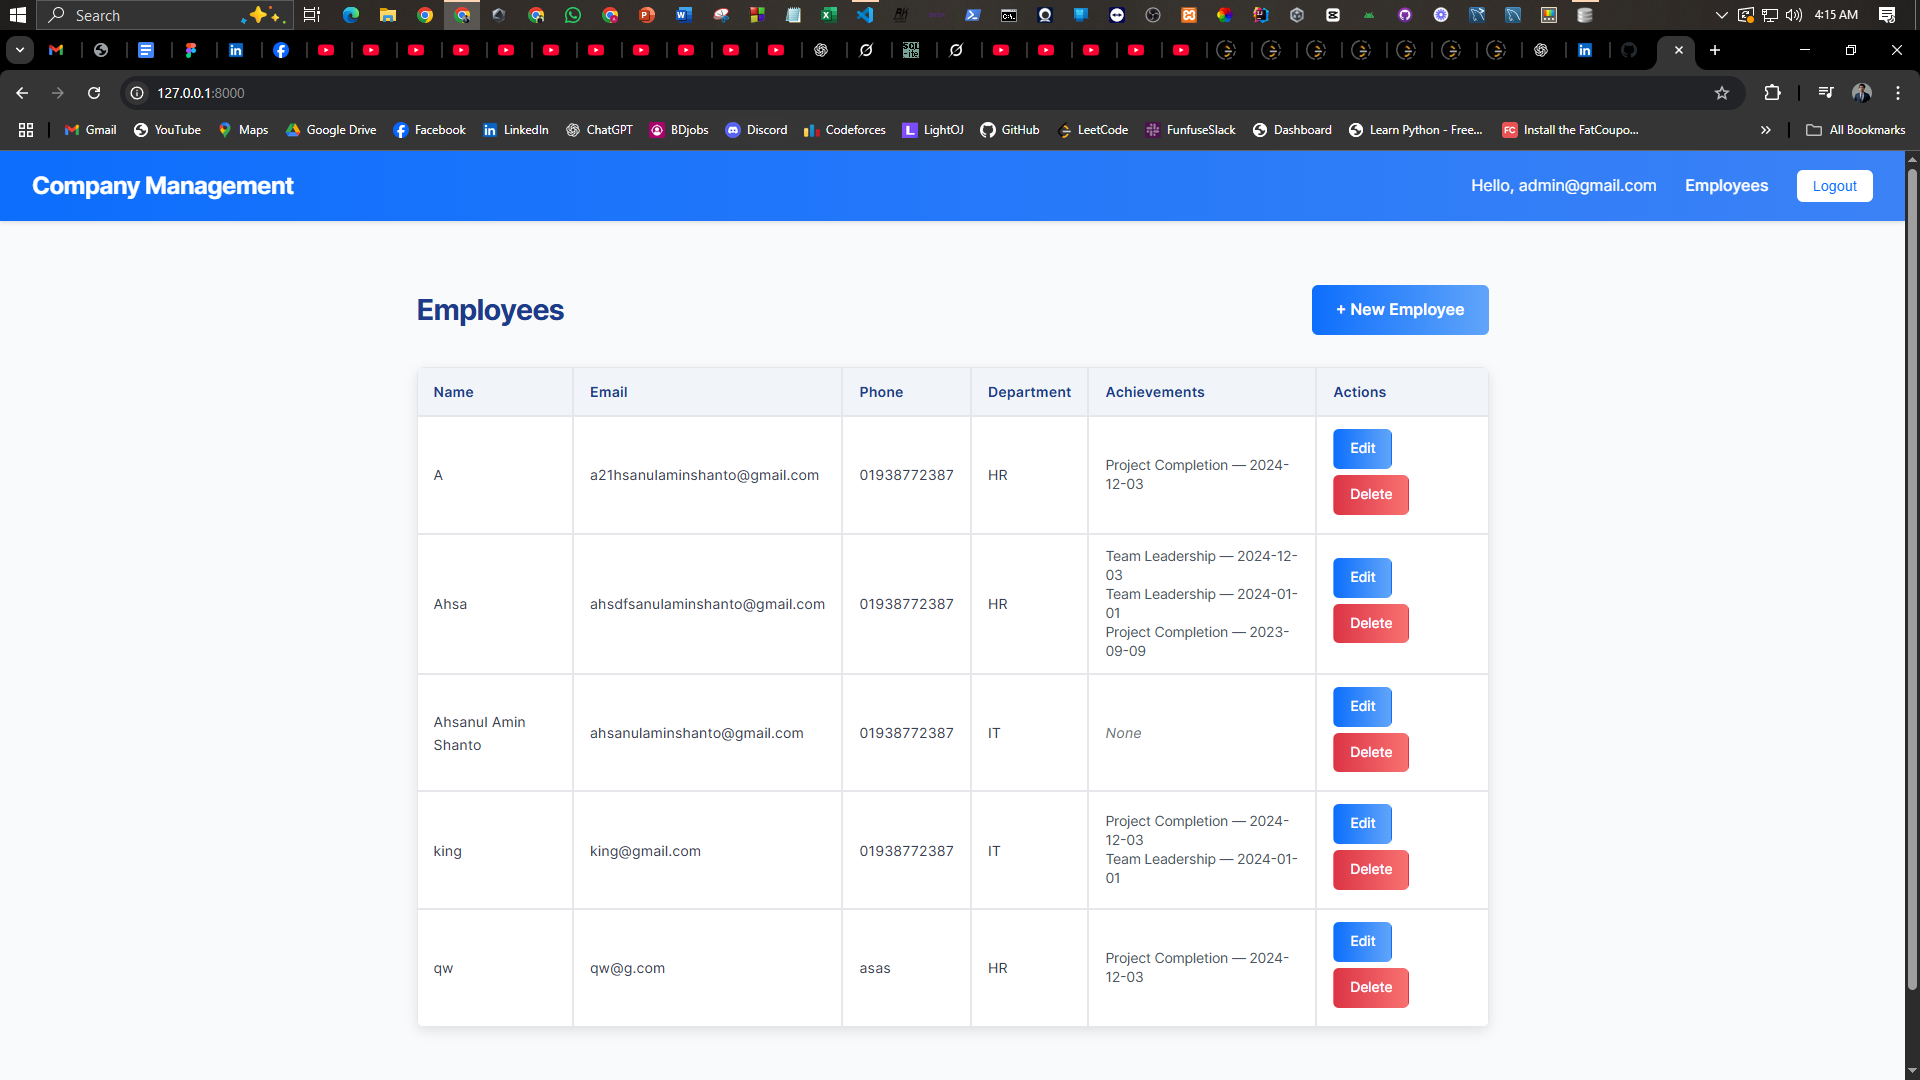 Search
4:15 AM
127.0.0.1:8000
Gmail YouTube Maps Google Drive Facebook LinkedIn ChatGPT BDjobs Discord Codeforces LightOJ GitHub LeetCode FunfuseSlack Dashboard Learn Python - Free... Install the FatCoupo... All Bookmarks
Company Management
Hello, admin@gmail.com Employees Logout
Employees
+ New Employee
Name Email Phone Department Achievements Actions
A a21hsanulaminshanto@gmail.com 01938772387 HR
Project Completion — 2024-
12-03
Edit
Delete
Ahsa ahsdfsanulaminshanto@gmail.com 01938772387 HR
Team Leadership — 2024-12-
03
Team Leadership — 2024-01-
01
Project Completion — 2023-
09-09
Edit
Delete
Ahsanul Amin
Shanto
ahsanulaminshanto@gmail.com 01938772387 IT None
Edit
Delete
king king@gmail.com 01938772387 IT
Project Completion — 2024-
12-03
Team Leadership — 2024-01-
01
Edit
Delete
qw qw@g.com asas HR
Project Completion — 2024-
12-03
Edit
Delete